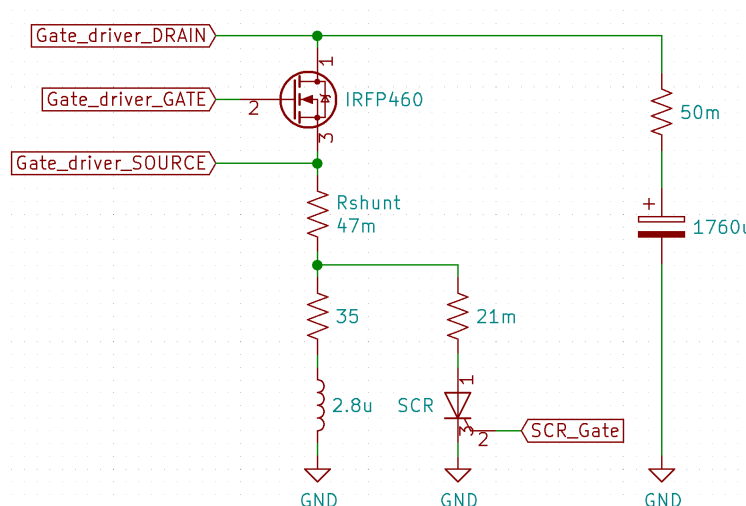 Gate_driver_DRAIN
1
Gate_driver_GATE
2
IRFP460
50m
3
Gate_driver_SOURCE
+
Rshunt
47m
1760u
35
21m
1
2.8u
SCR
3
2
SCR_Gate
GND
GND
GND